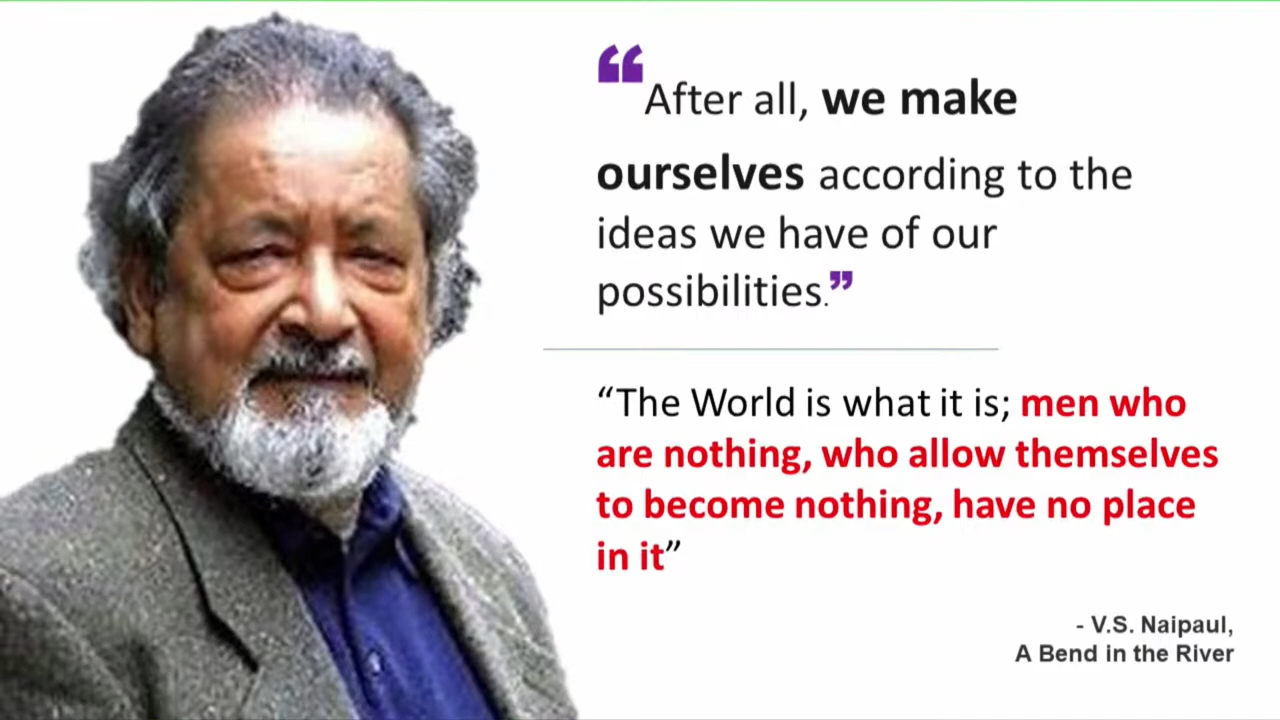 “After all, we make
ourselves according to the
ideas we have of our
possibilities.”
“The World is what it is; men who
are nothing, who allow themselves
to become nothing, have no place
in it”
- V.S. Naipaul,
A Bend in the River